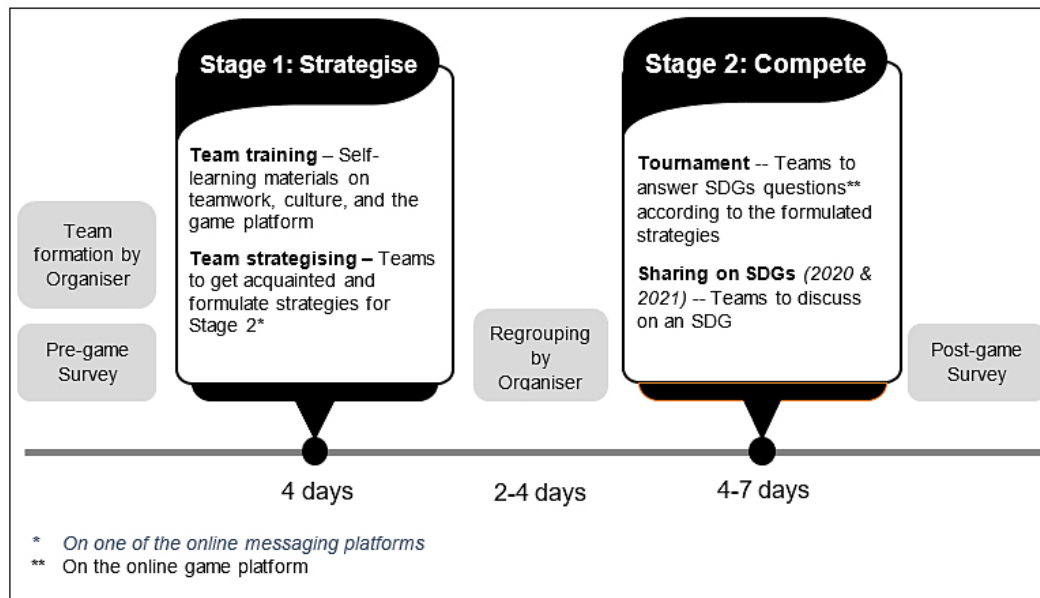 Team
formation by
Organiser
Pre-game
Survey
Stage 1: Strategise
Team training – Self-
learning materials on
teamwork, culture, and the
game platform
Team strategising – Teams
to get acquainted and
formulate strategies for
Stage 2*
Regrouping
by
Organiser
Stage 2: Compete
Tournament -- Teams to
answer SDGs questions**
according to the formulated
strategies
Sharing on SDGs (2020 &
2021) -- Teams to discuss
on an SDG
Post-game
Survey
4 days
2-4 days
4-7 days
* On one of the online messaging platforms
** On the online game platform